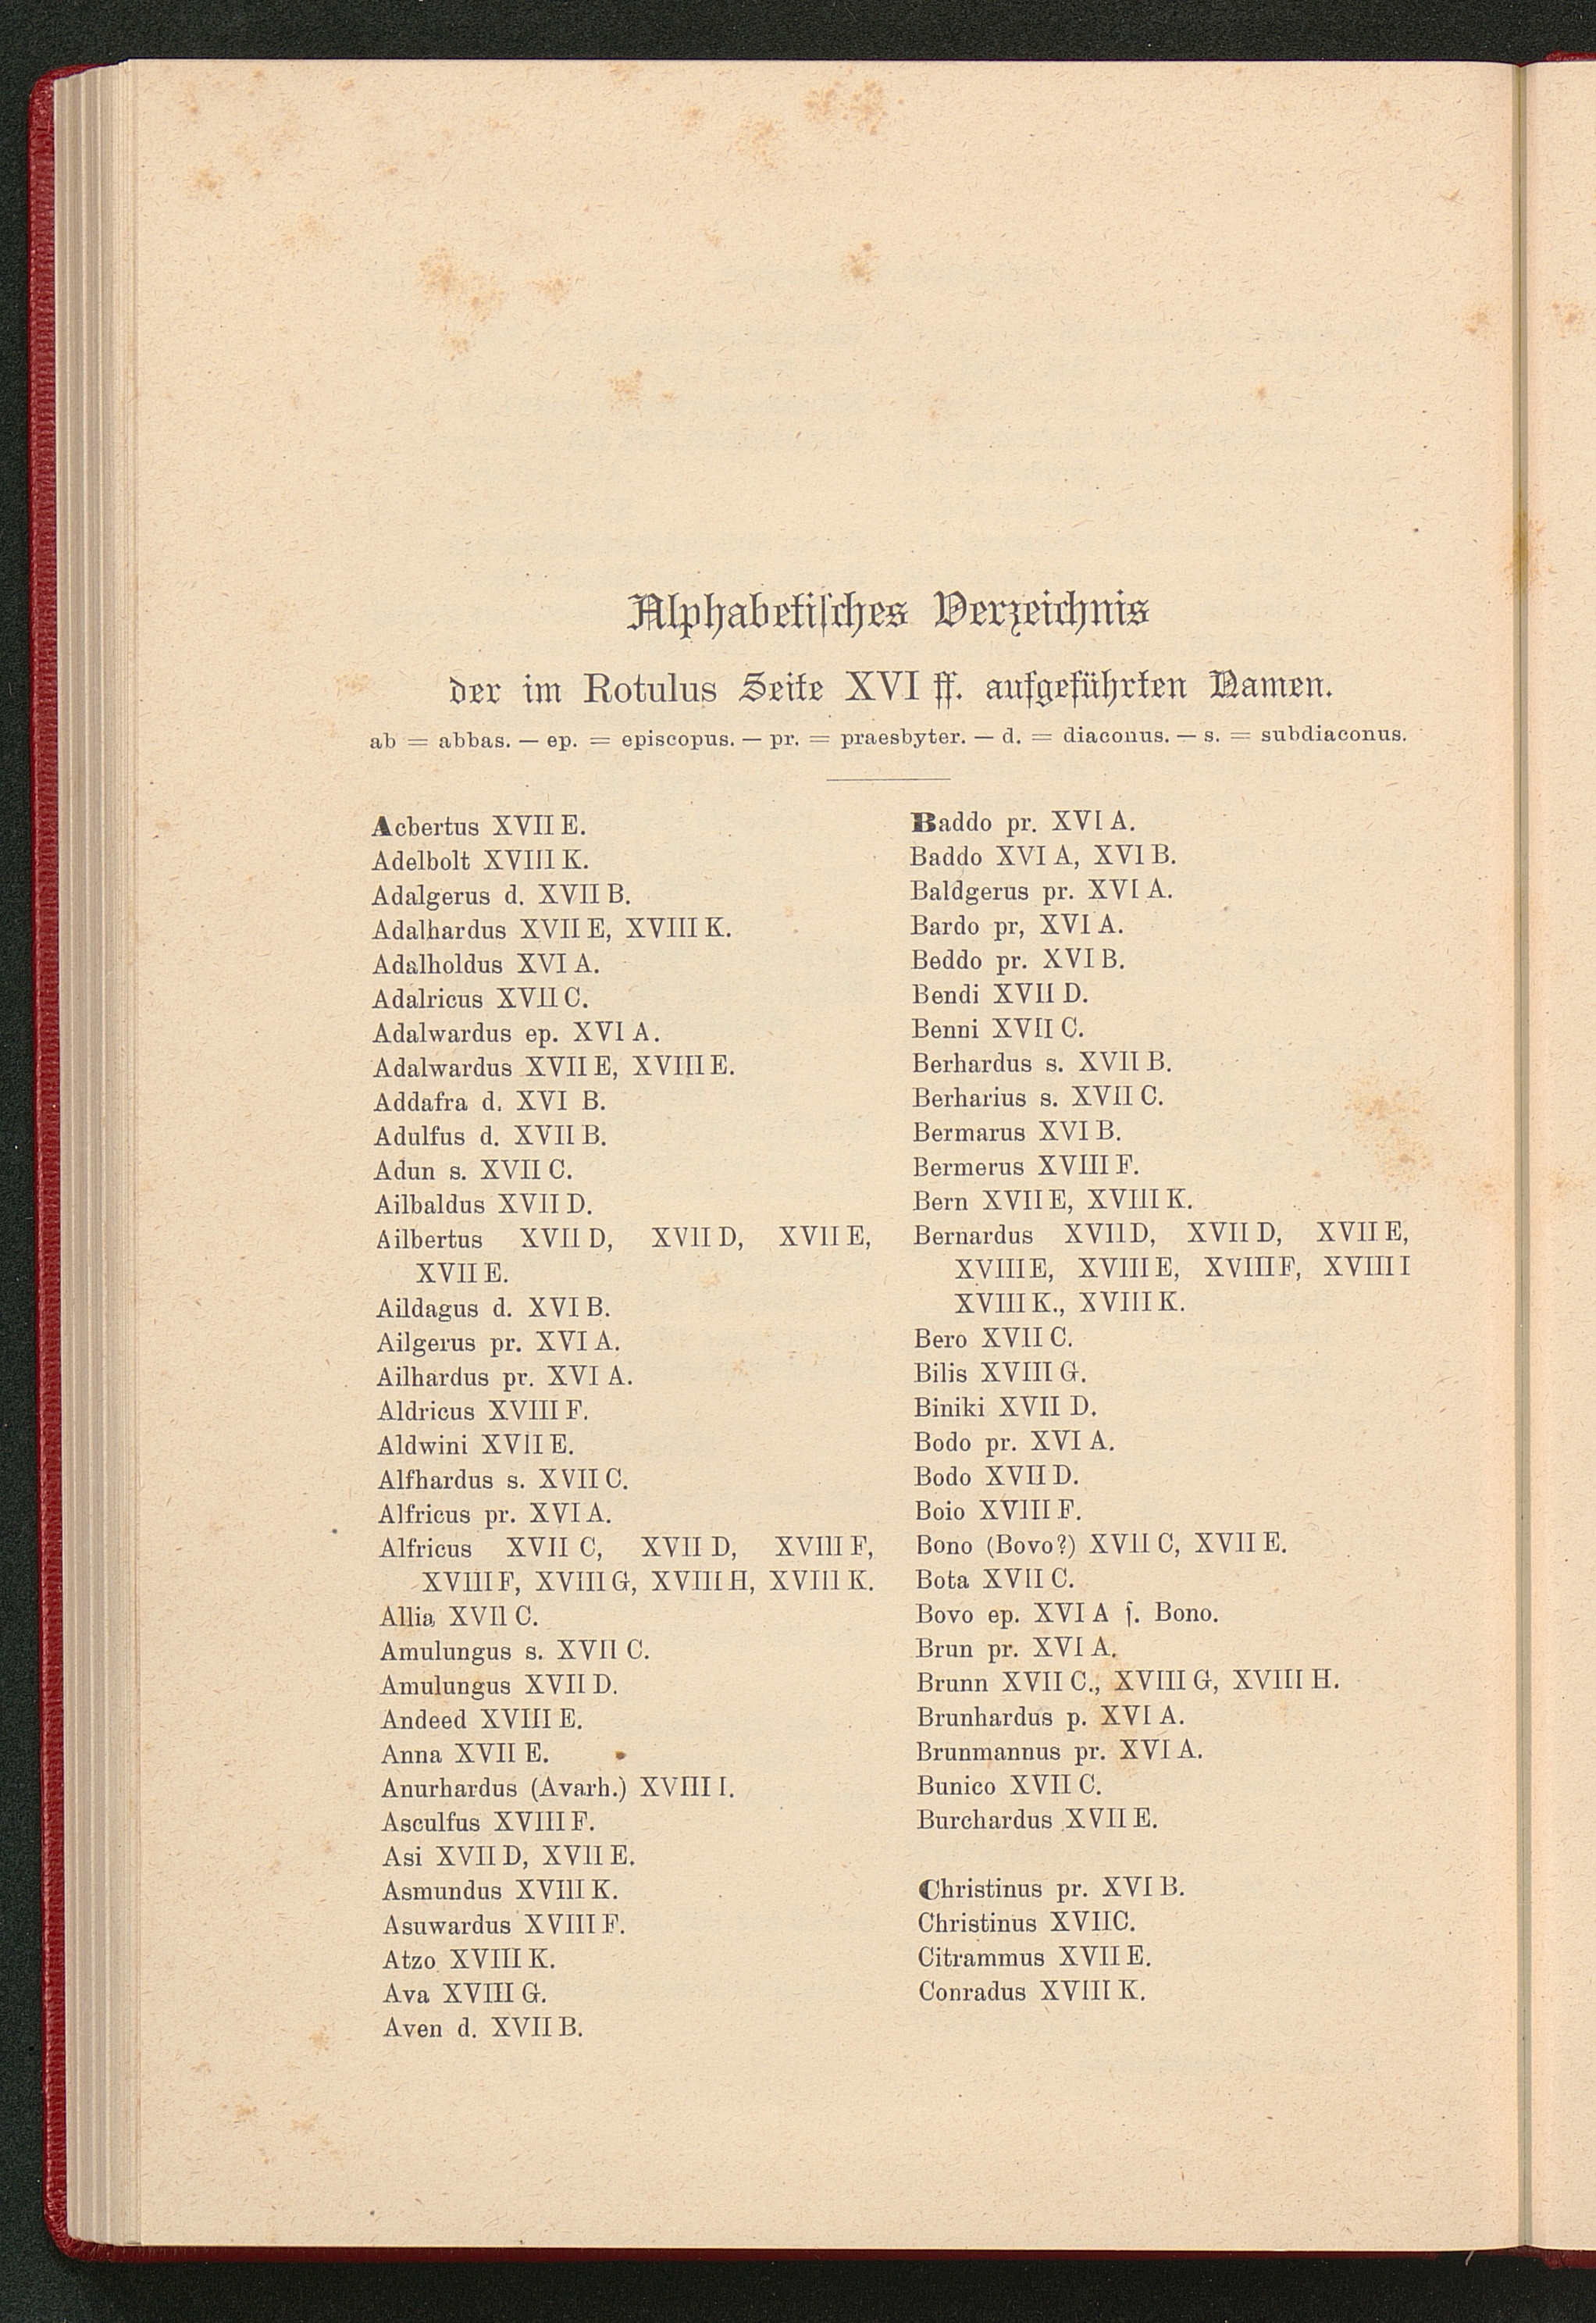 Alphabetiſches Verzeichnis
der im Rotulus Seite XVI ff. aufgeführten Namen.
ab = abbas. — ep. = episcopus. — pr. = praesbyter. — d. = diaconus. — s. = subdiaconus.
Acbertus XVII E.
Adelbolt XVIII K.
Adalgerus d. XVII B.
Adalhardus XVII E, XVIII K.
Adalholdus XVI A.
Adalricus XVII C.
Adalwardus ep. XVI A.
Adalwardus XVII E, XVIII E.
Addafra d. XVI B.
Adulfus d. XVII B.
Adun s. XVII C.
Ailbaldus XVII D.
Ailbertus XVII D, XVII D, XVII E,
XVII E.
Aildagus d. XVI B.
Ailgerus pr. XVI A.
Ailhardus pr. XVI A.
Aldricus XVIII F.
Aldwini XVII E.
Alfhardus s. XVII C.
Alfricus pr. XVI A.
Alfricus XVII C, XVII D, XVIII F,
XVIII F, XVIII G, XVIII H, XVIII K.
Allia XVII C.
Amulungus s. XVII C.
Amulungus XVII D.
Andeed XVIII E.
Anna XVII E.
Anurhardus (Avarh.) XVIII I.
Asculfus XVIII F.
Asi XVII D, XVII E.
Asmundus XVIII K.
Asuwardus XVIII F.
Atzo XVIII K.
Ava XVIII G.
Aven d. XVII B.
Baddo pr. XVI A.
Baddo XVI A, XVI B.
Baldgerus pr. XVI A.
Bardo pr, XVI A.
Beddo pr. XVI B.
Bendi XVII D.
Benni XVII C.
Berhardus s. XVII B.
Berharius s. XVII C.
Bermarus XVI B.
Bermerus XVIII F.
Bern XVII E, XVIII K.
Bernardus XVII D, XVII D, XVII E,
XVIII E, XVIII E, XVIII F, XVIII I
XVIII K., XVIII K.
Bero XVII C.
Bilis XVIII G.
Biniki XVII D.
Bodo pr. XVI A.
Bodo XVII D.
Boio XVIII F.
Bono (Bovo?) XVII C, XVII E.
Bota XVII C.
Bovo ep. XVI A ſ. Bono.
Brun pr. XVI A.
Brunn XVII C., XVIII G, XVIII H.
Brunhardus p. XVI A.
Brunmannus pr. XVI A.
Bunico XVII C.
Burchardus XVII E.
Christinus pr. XVI B.
Christinus XVIIC.
Citrammus XVII E.
Conradus XVIII K.